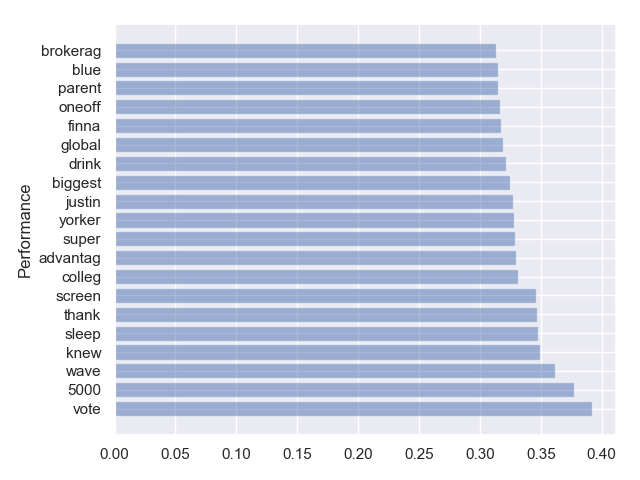 Performance
brokerag
blue
parent
oneoff
finna
global
drink
biggest
justin
yorker
super
advantag
colleg
screen
thank
sleep
knew
wave
5000
vote
0.00 0.05 0.10 0.15 0.20 0.25 0.30 0.35 0.40